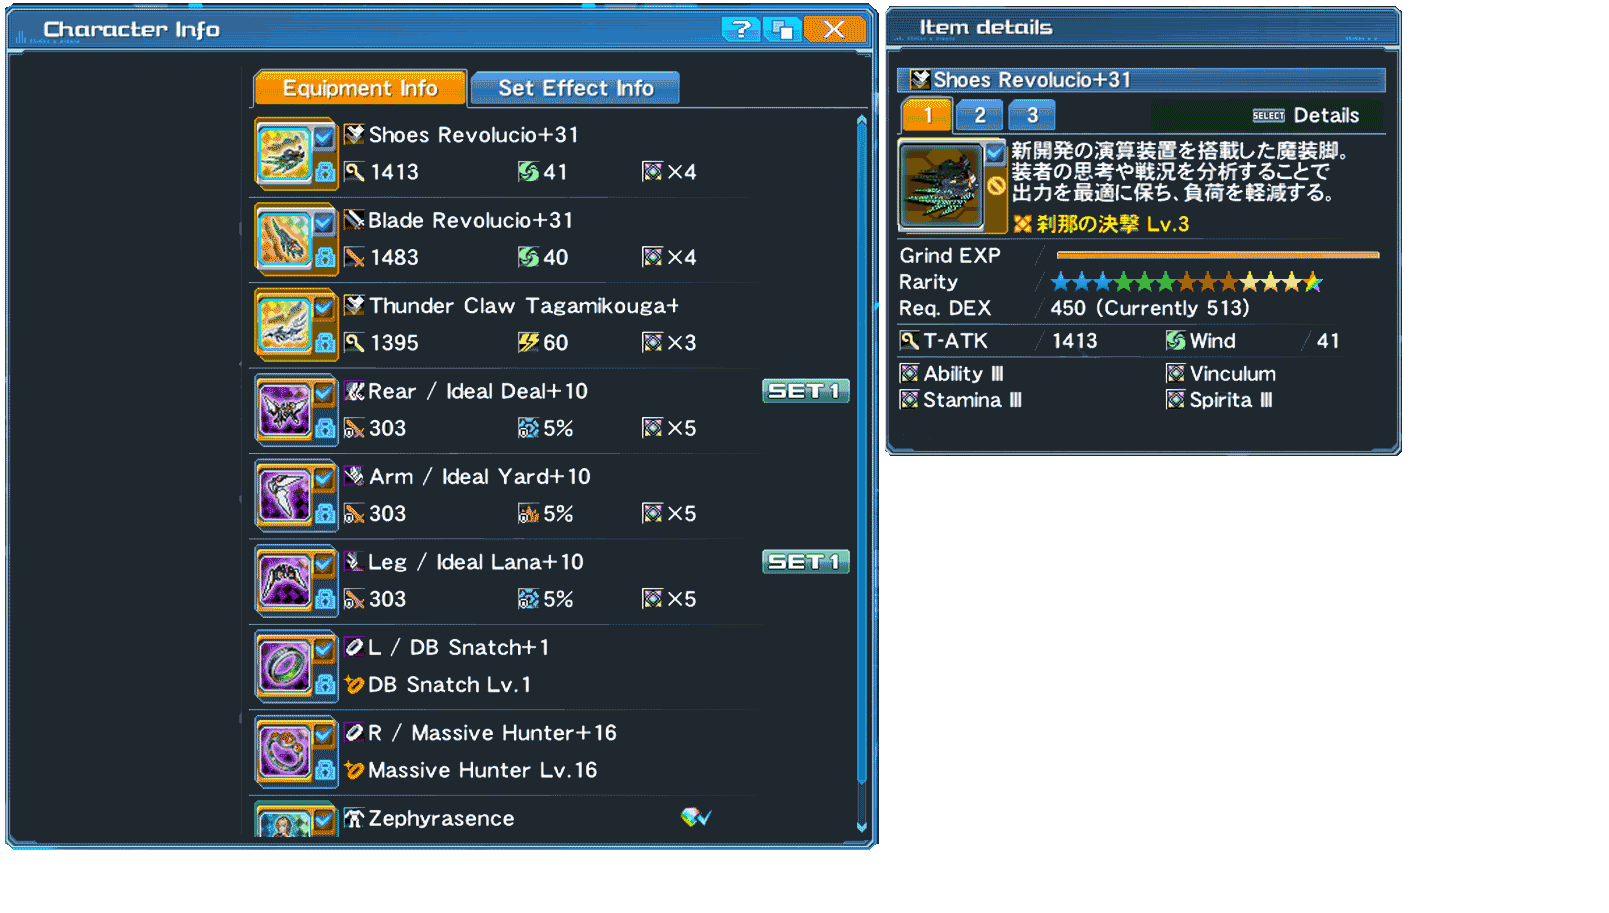 Character Info
?
Equipment Info
Set Effect Info
Shoes Revolucio+31
1413 41 ×4
Blade Revolucio+31
1483 40 ×4
Thunder Claw Tagamikouga+
1395 60 ×3
Rear / Ideal Deal+10
SET 1
303 5% ×5
Arm / Ideal Yard+10
303 5% ×5
Leg / Ideal Lana+10
SET 1
303 5% ×5
L / DB Snatch+1
DB Snatch Lv.1
R / Massive Hunter+16
Massive Hunter Lv.16
Zephyrasence
Item details
Shoes Revolucio+31
1 2 3
SELECT Details
新開発の演算装置を搭載した魔装脚。
装者の思考や戦況を分析することで
出力を最適に保ち、負荷を軽減する。
刹那の決撃 Lv.3
Grind EXP /
Rarity / ★★★★★★★★★★★★★
Req. DEX / 450 (Currently 513)
T-ATK / 1413 Wind / 41
Ability Ⅲ Vinculum
Stamina Ⅲ Spirita Ⅲ